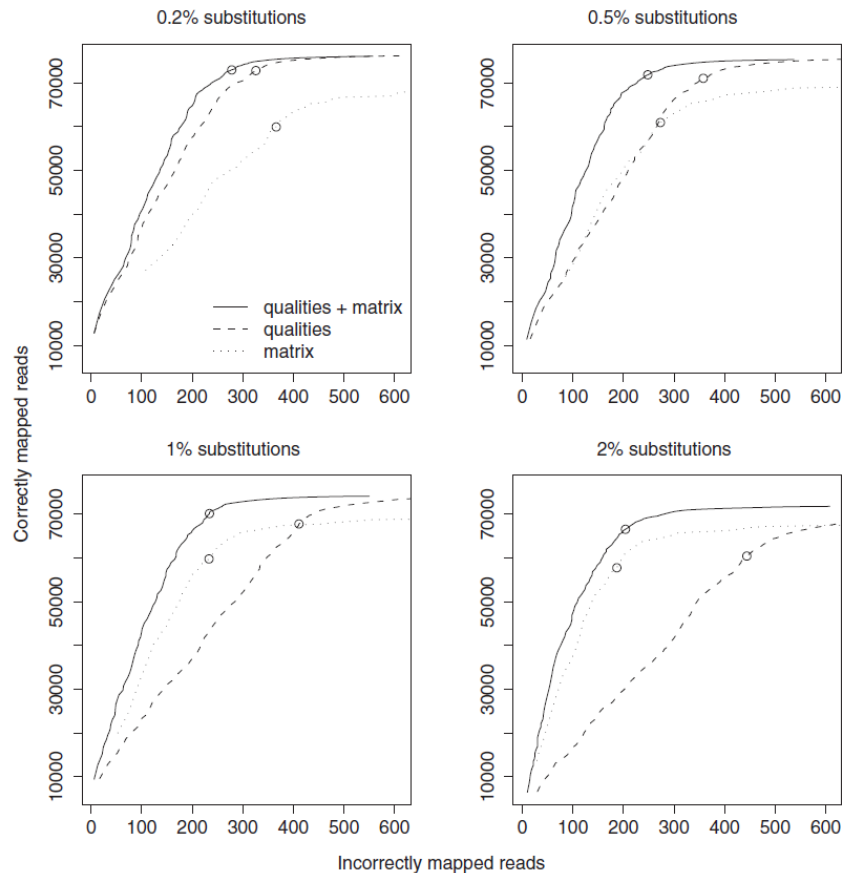 0.2% substitutions
0.5% substitutions
70000
50000
30000
10000
qualities + matrix
qualities
matrix
0 100 200 300 400 500 600
70000
50000
30000
10000
0 100 200 300 400 500 600
Correctly mapped reads
1% substitutions
2% substitutions
70000
50000
30000
10000
0 100 200 300 400 500 600
70000
50000
30000
10000
0 100 200 300 400 500 600
Incorrectly mapped reads